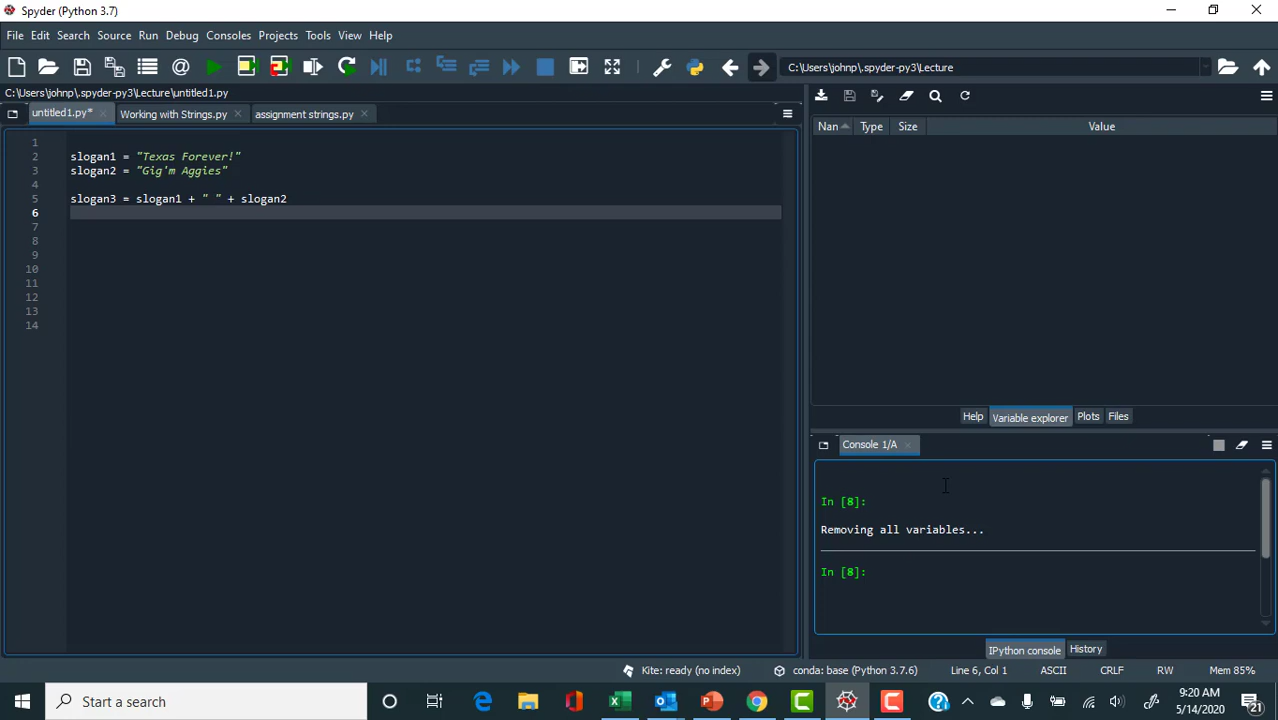 Spyder (Python 3.7)
File Edit Search Source Run Debug Consoles Projects Tools View Help
C:\Users\johnp\.spyder-py3\Lecture
C:\Users\johnp\.spyder-py3\Lecture\untitled1.py
untitled1.py* Working with Strings.py assignment strings.py
Nan Type Size Value
1
2 slogan1 = "Texas Forever!"
3 slogan2 = "Gig'm Aggies"
4
5 slogan3 = slogan1 + " " + slogan2
6
7
8
9
10
11
12
13
14
Help Variable explorer Plots Files
Console 1/A
In [8]:
Removing all variables...
In [8]:
IPython console History
Kite: ready (no index) conda: base (Python 3.7.6) Line 6, Col 1 ASCII CRLF RW Mem 85%
Start a search
9:20 AM
5/14/2020
21